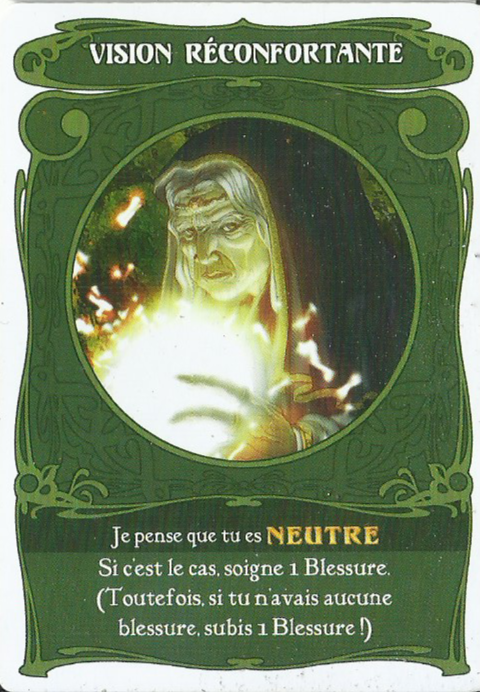 VISION RÉCONFORTANTE
Je pense que tu es NEUTRE
Si c'est le cas, soigne 1 Blessure.
(Toutefois, si tu n'avais aucune
blessure, subis 1 Blessure !)